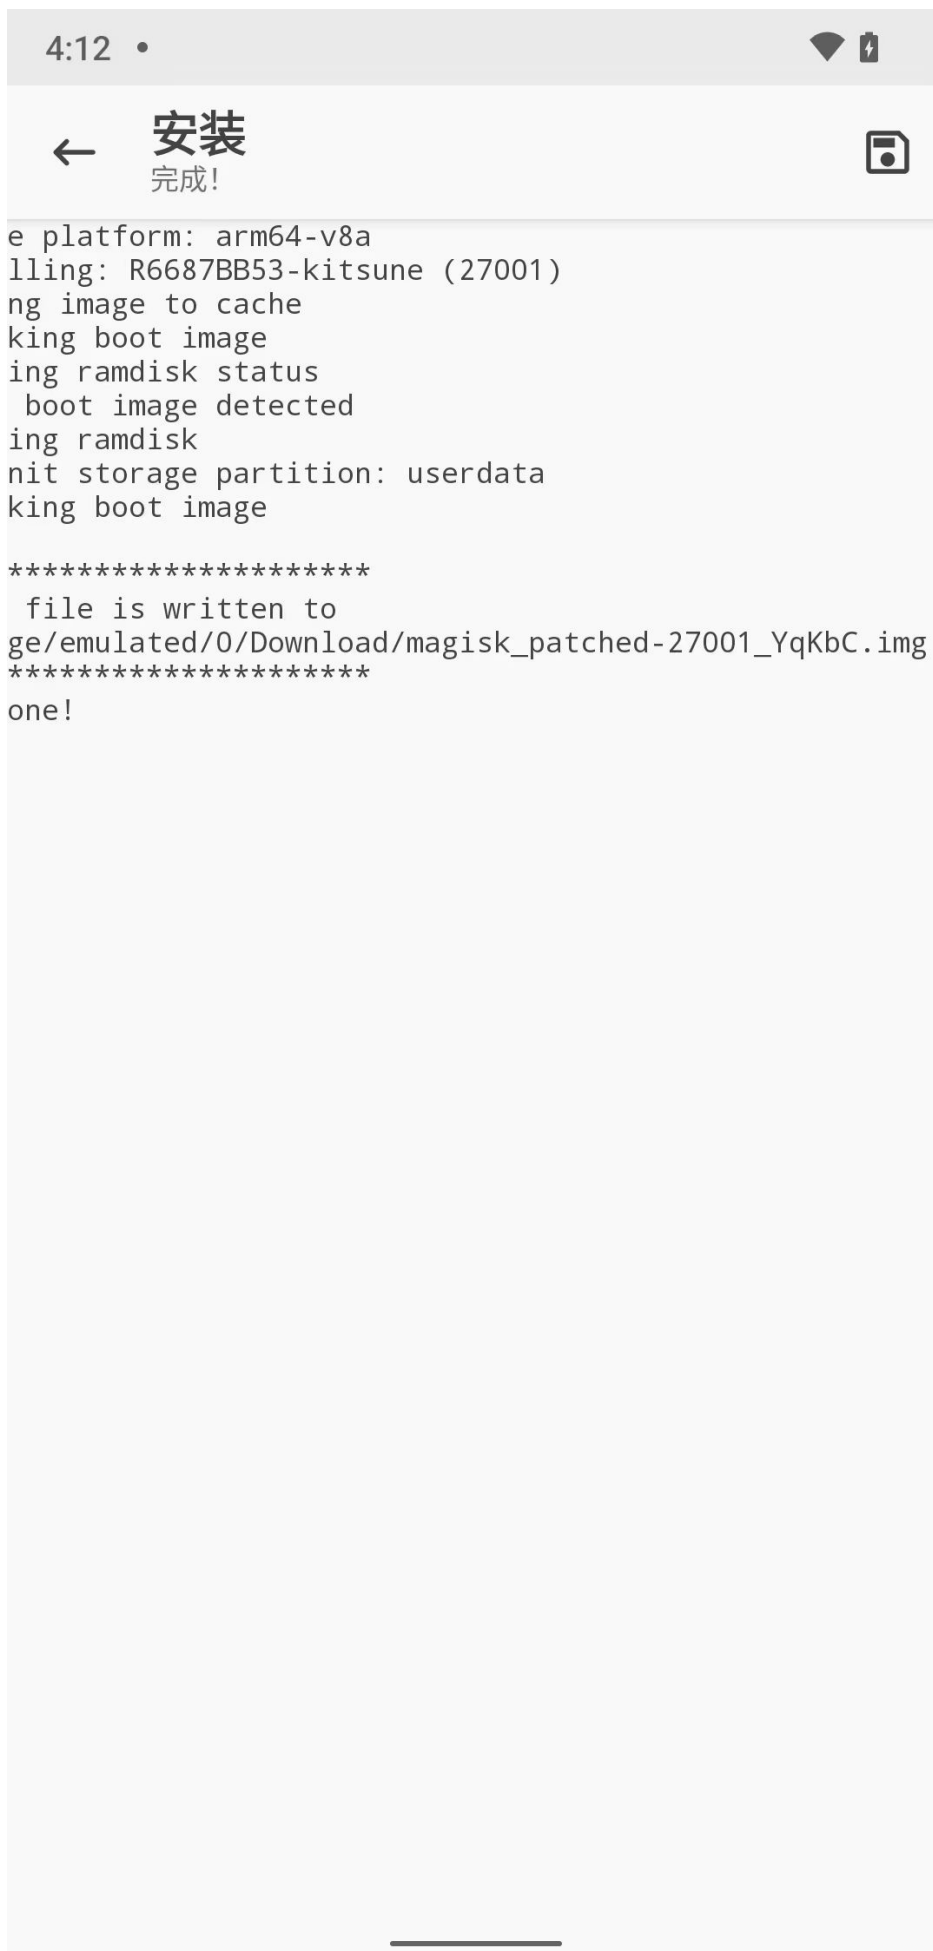 4:12
安装
完成！
e platform: arm64-v8a
lling: R6687BB53-kitsune (27001)
ng image to cache
king boot image
ing ramdisk status
boot image detected
ing ramdisk
nit storage partition: userdata
king boot image
*********************
file is written to
ge/emulated/0/Download/magisk_patched-27001_YqKbC.img
*********************
one!